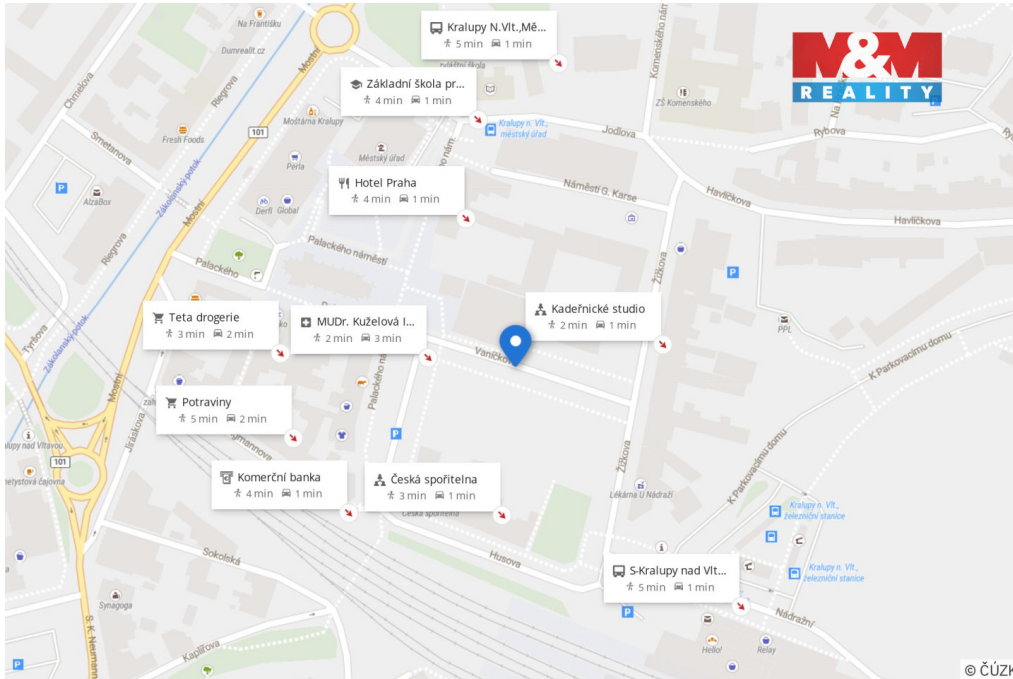 Na Františku
Dumrealit.cz
Chmelova
Riegrova
Mostní
Kralupy N.Vlt.,Mě...
5 min 1 min
zvláštní škola
Komenského nám.
M&M
REALITY
Základní škola pr...
4 min 1 min
ZŠ Komenského
Smetanova
Fresh Foods
101
Moštárna Kralupy
Kralupy n. Vlt.,
městský úřad
Jodlova
Rybova
Perla
Městský úřad
Zákolanský potok
AlzaBox
P
Hotel Praha
4 min 1 min
Náměstí G. Karse
Havlíčkova
Havlíčkova
Derfl
Global
Mostní
Riegrova
Palackého náměstí
Palackého
Žižkova
P
Teta drogerie
3 min 2 min
MUDr. Kuželová I...
2 min 3 min
Kadeřnické studio
2 min 1 min
PPL
K Parkovacímu domu
Tyršova
Zákolanský potok
Mostní
Vaníčkova
Potraviny
5 min 2 min
Jiráskova
P
101
Komerční banka
4 min 1 min
Česká spořitelna
3 min 1 min
Česká spořitelna
Žižkova
Lékárna U Nádraží
K Parkovacímu domu
Kralupy n. Vlt.,
železniční stanice
Husova
Sokolská
S-Kralupy nad Vlt...
5 min 1 min
Kralupy n. Vlt.,
železniční stanice
P
Nádražní
Synagoga
S. K. Neumanna
Kaplířova
Hello!
Relay
P
© ČÚZK